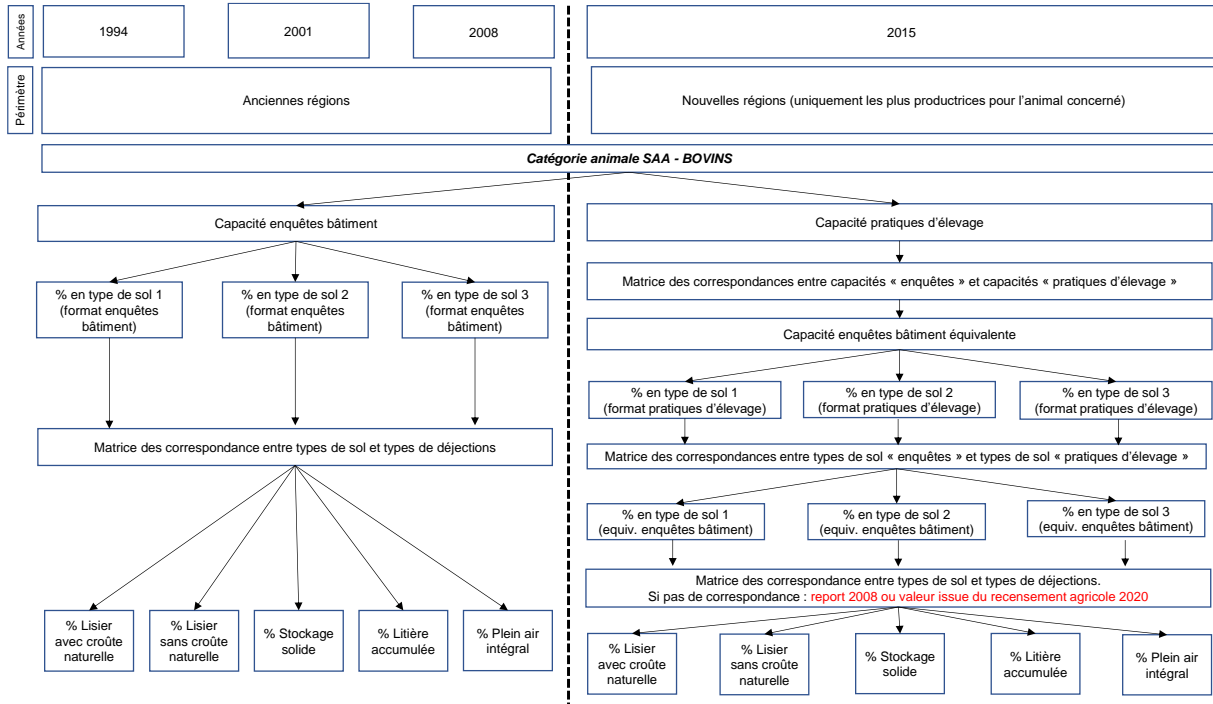 Années
1994
2001
2008
2015
Périmètre
Anciennes régions
Nouvelles régions (uniquement les plus productrices pour l'animal concerné)
Catégorie animale SAA - BOVINS
Capacité enquêtes bâtiment
% en type de sol 1
(format enquêtes
bâtiment)
% en type de sol 2
(format enquêtes
bâtiment)
% en type de sol 3
(format enquêtes
bâtiment)
Matrice des correspondance entre types de sol et types de déjections
% Lisier
avec croûte
naturelle
% Lisier
sans croûte
naturelle
% Stockage
solide
% Litière
accumulée
% Plein air
intégral
Capacité pratiques d'élevage
Matrice des correspondances entre capacités « enquêtes » et capacités « pratiques d'élevage »
Capacité enquêtes bâtiment équivalente
% en type de sol 1
(format pratiques d'élevage)
% en type de sol 2
(format pratiques d'élevage)
% en type de sol 3
(format pratiques d'élevage)
Matrice des correspondances entre types de sol « enquêtes » et types de sol « pratiques d'élevage »
% en type de sol 1
(equiv. enquêtes bâtiment)
% en type de sol 2
(equiv. enquêtes bâtiment)
% en type de sol 3
(equiv. enquêtes bâtiment)
Matrice des correspondance entre types de sol et types de déjections.
Si pas de correspondance : report 2008 ou valeur issue du recensement agricole 2020
% Lisier
avec croûte
naturelle
% Lisier
sans croûte
naturelle
% Stockage
solide
% Litière
accumulée
% Plein air
intégral